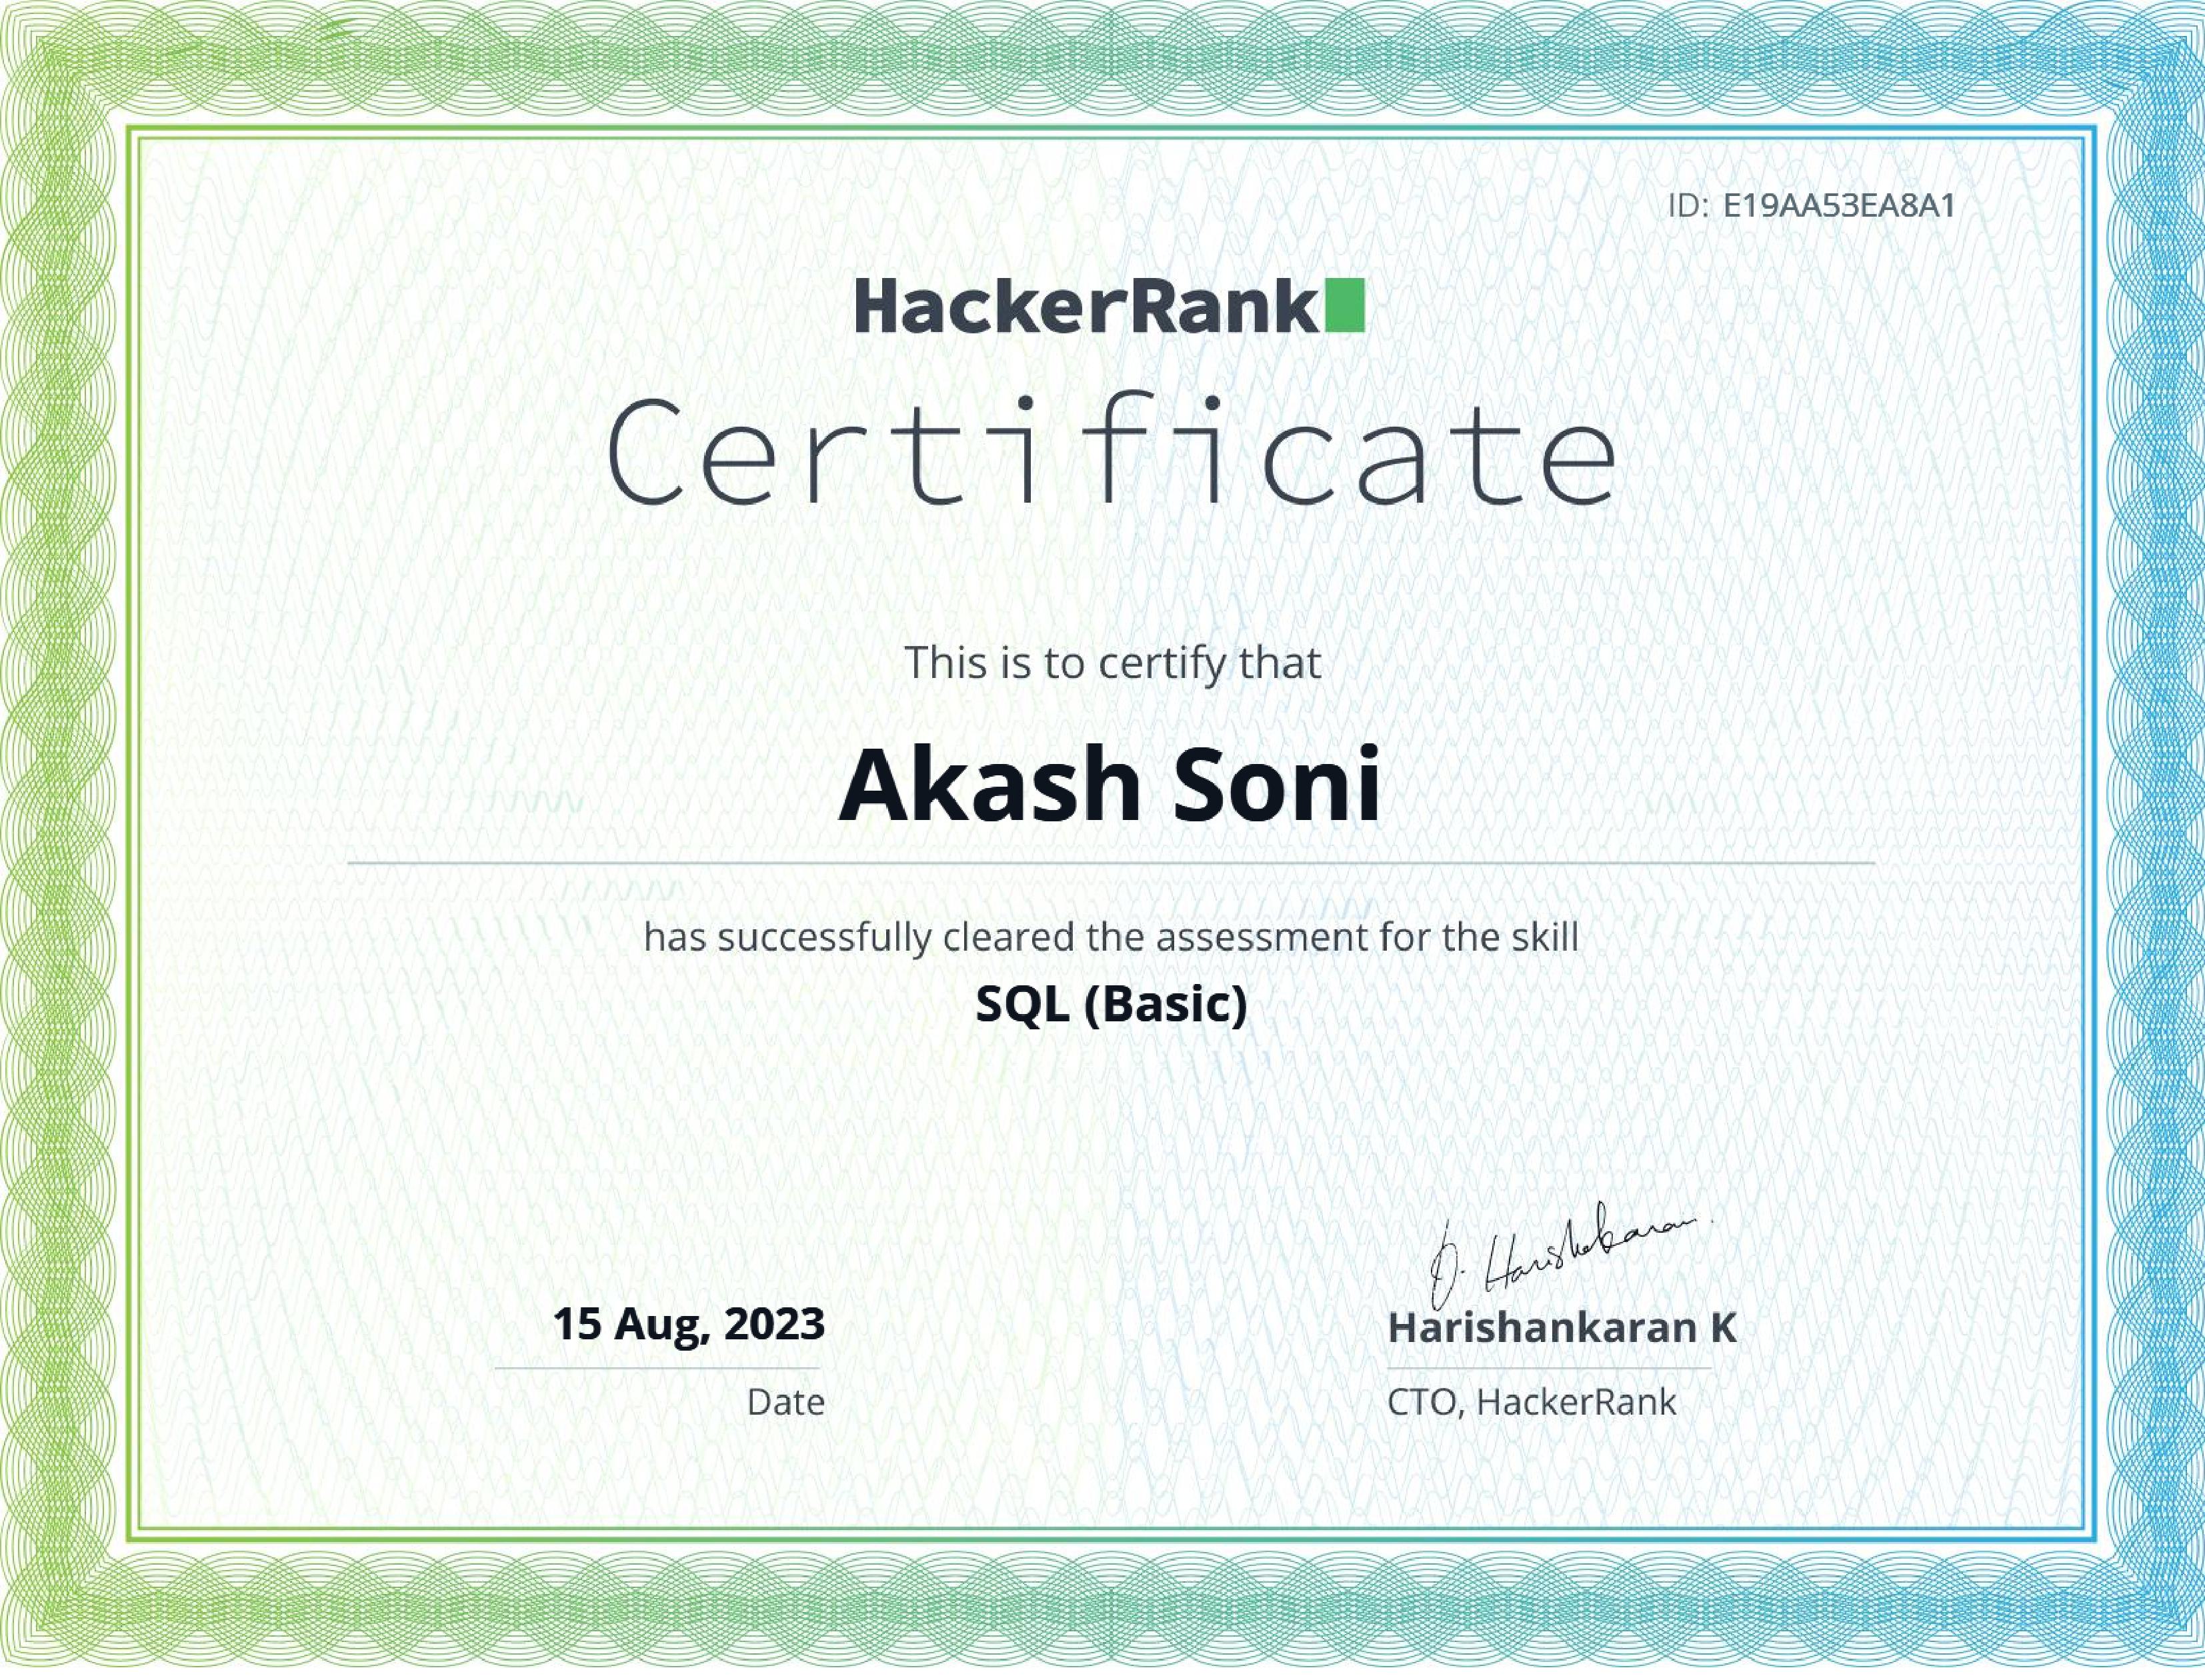 ID: E19AA53EA8A1
HackerRank
Certificate
This is to certify that
Akash Soni
has successfully cleared the assessment for the skill
SQL (Basic)
15 Aug, 2023
Date
Harishankaran K
CTO, HackerRank